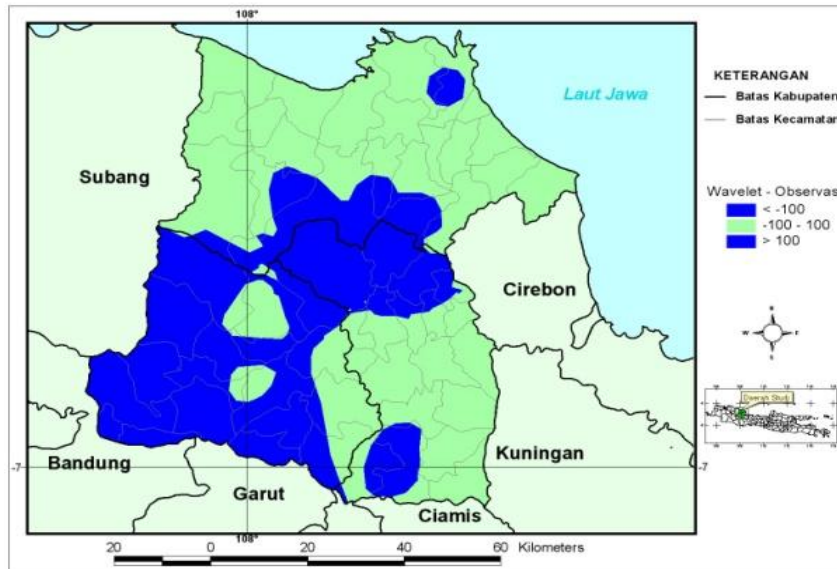 108°
KETERANGAN
Batas Kabupaten
Batas Kecamatan
Laut Jawa
Subang
Wavelet - Observas
< -100
-100 - 100
> 100
Cirebon
Daerah Studi
Kuningan
-7
-7
Bandung
Garut
Ciamis
108°
20 0 20 40 60 Kilometers